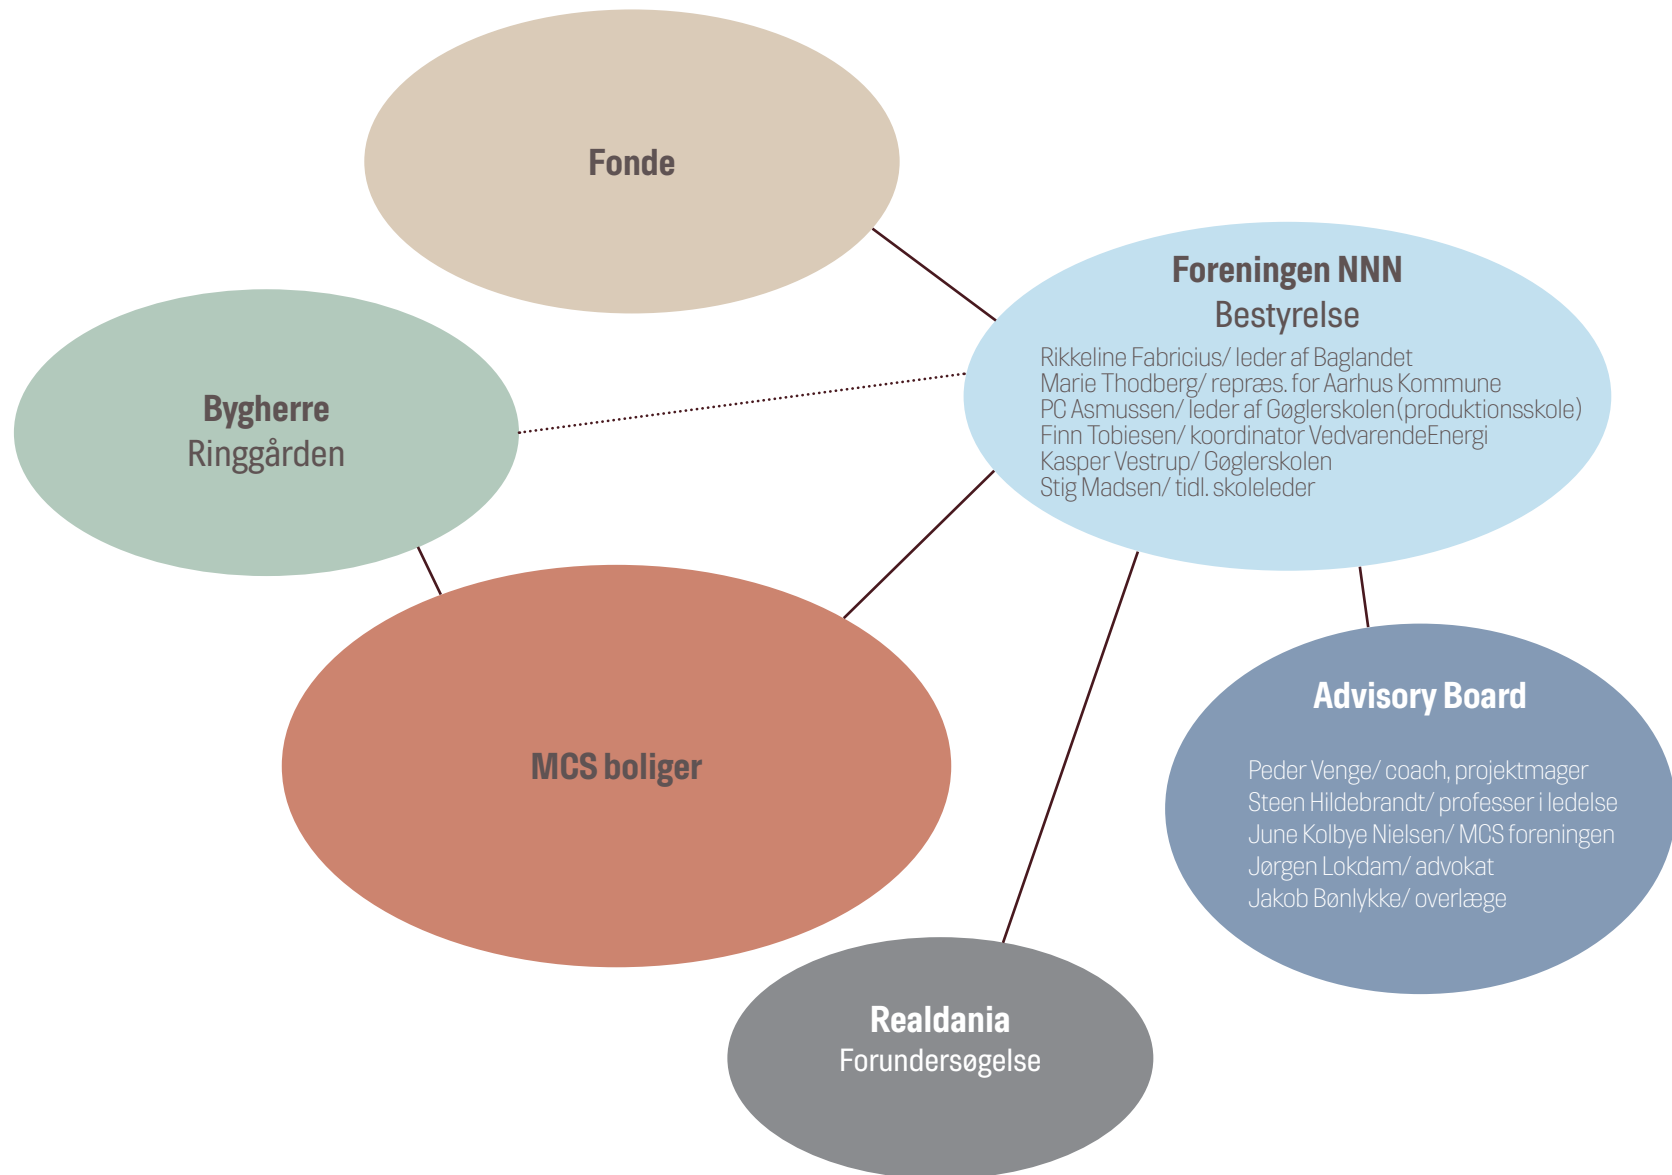 Fonde
Foreningen NNN
Bestyrelse
Rikkeline Fabricius/ leder af Baglandet
Marie Thodberg/ repræs. for Aarhus Kommune
PC Asmussen/ leder af Gøglerskolen(produktionsskole)
Finn Tobiesen/ koordinator VedvarendeEnergi
Kasper Vestrup/ Gøglerskolen
Stig Madsen/ tidl. skoleleder
Bygherre
Ringgården
MCS boliger
Advisory Board
Peder Venge/ coach, projektmager
Steen Hildebrandt/ professer i ledelse
June Kolbye Nielsen/ MCS foreningen
Jørgen Lokdam/ advokat
Jakob Bønlykke/ overlæge
Realdania
Forundersøgelse